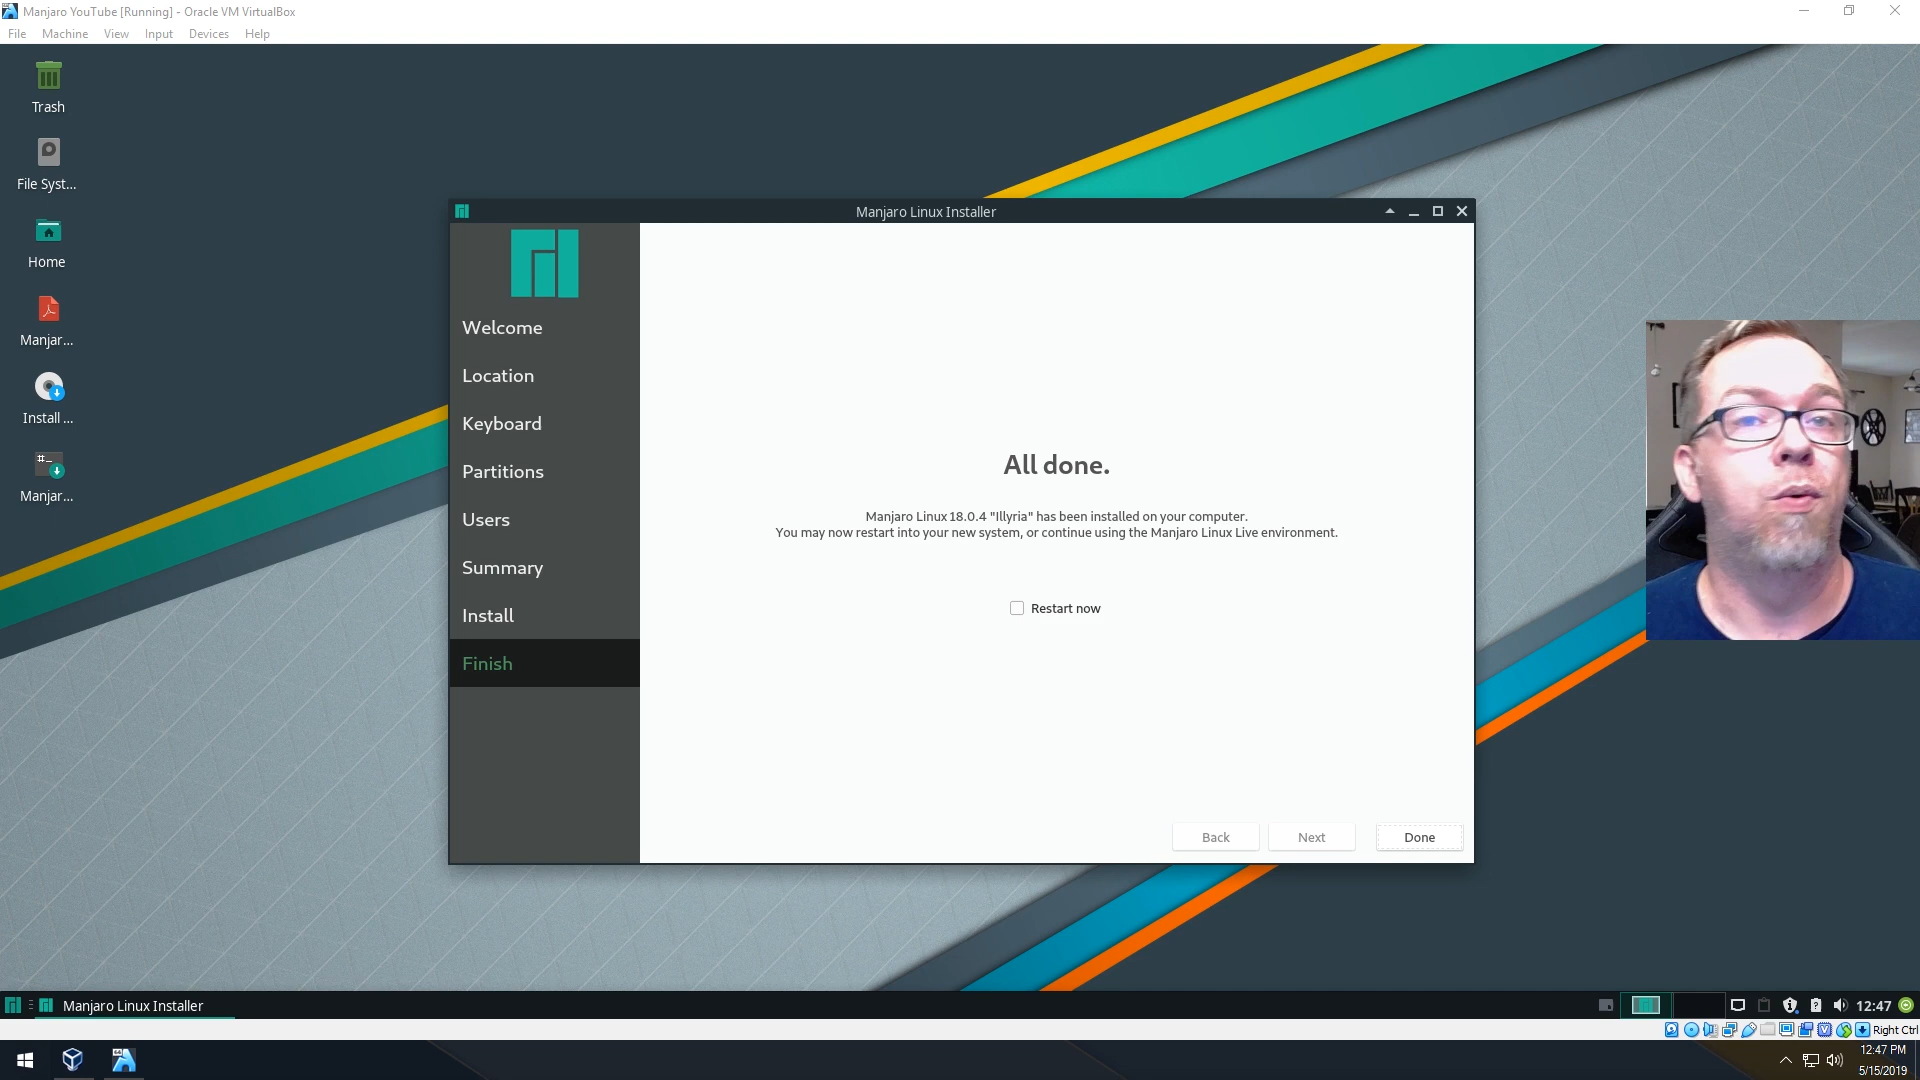 Manjaro YouTube [Running] - Oracle VM VirtualBox
File Machine View Input Devices Help
Trash
File Syst...
Home
Manjar...
Install ...
Manjar...
Manjaro Linux Installer
Welcome
Location
Keyboard
Partitions
Users
Summary
Install
Finish
All done.
Manjaro Linux 18.0.4 "Illyria" has been installed on your computer.
You may now restart into your new system, or continue using the Manjaro Linux Live environment.
Restart now
Back Next Done
Manjaro Linux Installer
12:47
Right Ctrl
12:47 PM
5/15/2019